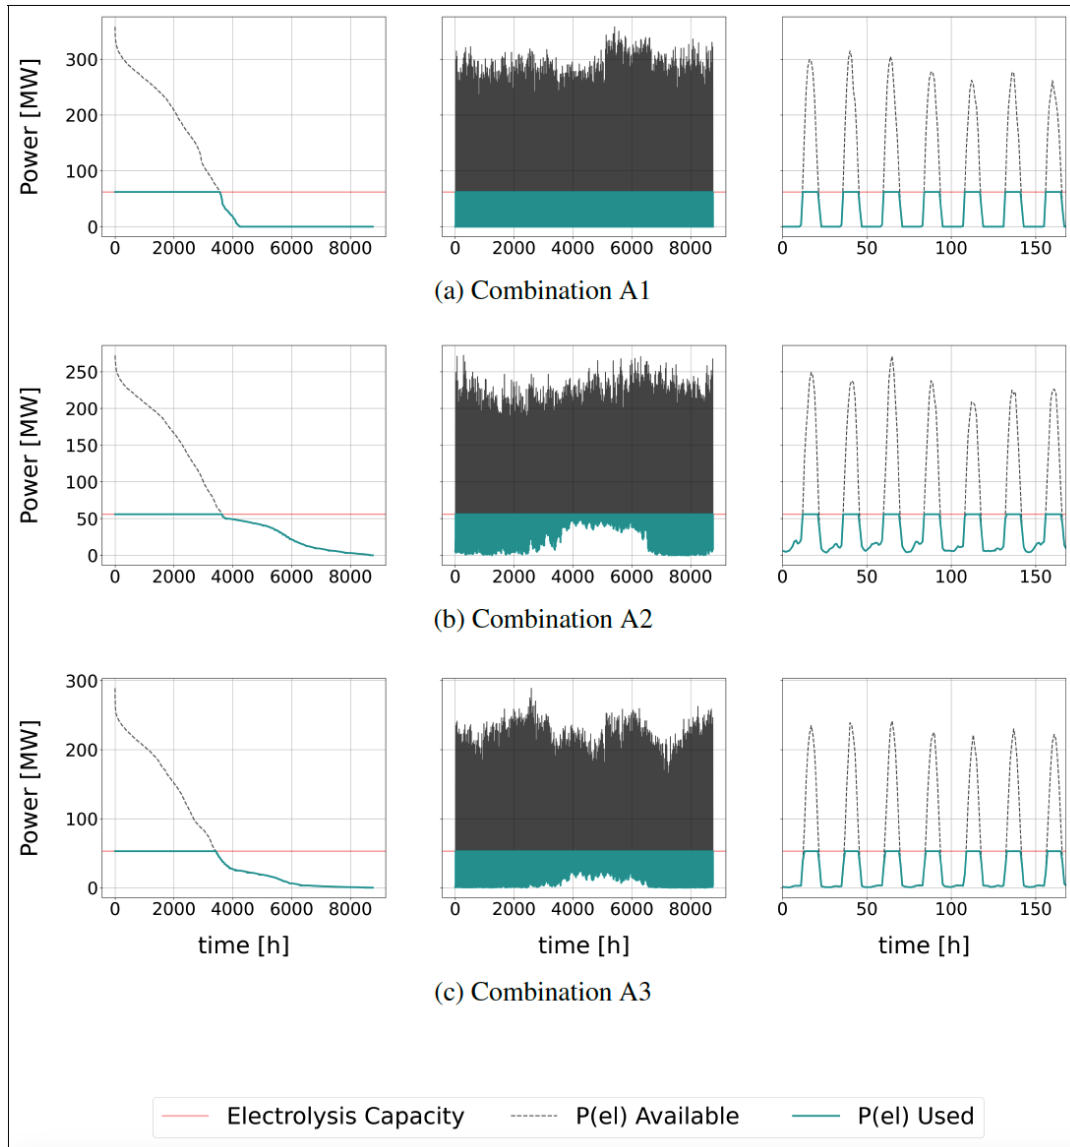 Power [MW]
300
200
100
0
0 2000 4000 6000 8000
0 2000 4000 6000 8000
0 50 100 150
(a) Combination A1
Power [MW]
250
200
150
100
50
0
0 2000 4000 6000 8000
0 2000 4000 6000 8000
0 50 100 150
(b) Combination A2
Power [MW]
300
200
100
0
0 2000 4000 6000 8000
0 2000 4000 6000 8000
0 50 100 150
time [h]
time [h]
time [h]
(c) Combination A3
Electrolysis Capacity
P(el) Available
P(el) Used